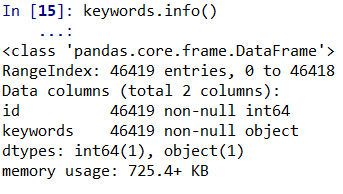 In [15]: keywords.info()
...:
<class 'pandas.core.frame.DataFrame'>
RangeIndex: 46419 entries, 0 to 46418
Data columns (total 2 columns):
id          46419 non-null int64
keywords    46419 non-null object
dtypes: int64(1), object(1)
memory usage: 725.4+ KB